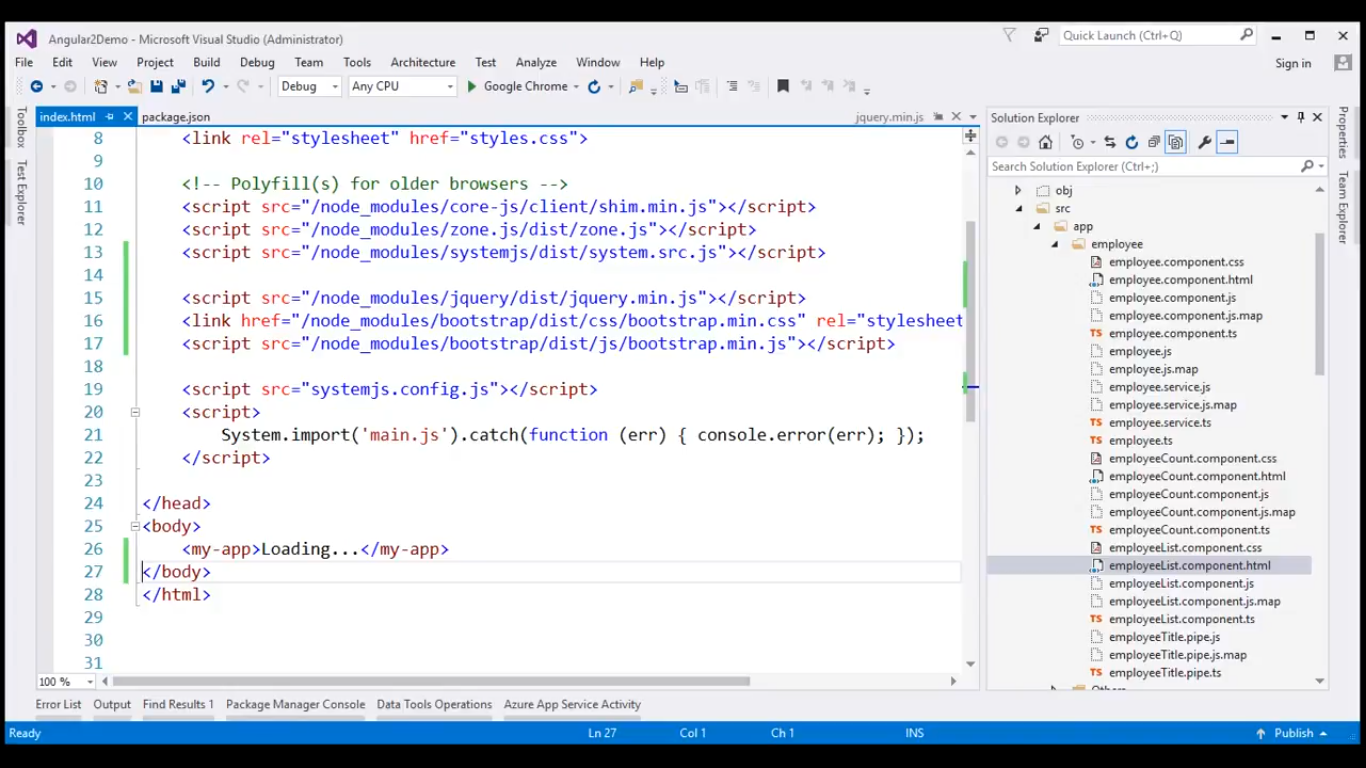 Angular2Demo - Microsoft Visual Studio (Administrator)
Quick Launch (Ctrl+Q)
File Edit View Project Build Debug Team Tools Architecture Test Analyze Window Help
Sign in
Debug Any CPU Google Chrome
Toolbox
Test Explorer
index.html package.json jquery.min.js
8 <link rel="stylesheet" href="styles.css">
9
10 <!-- Polyfill(s) for older browsers -->
11 <script src="/node_modules/core-js/client/shim.min.js"></script>
12 <script src="/node_modules/zone.js/dist/zone.js"></script>
13 <script src="/node_modules/systemjs/dist/system.src.js"></script>
14
15 <script src="/node_modules/jquery/dist/jquery.min.js"></script>
16 <link href="/node_modules/bootstrap/dist/css/bootstrap.min.css" rel="stylesheet
17 <script src="/node_modules/bootstrap/dist/js/bootstrap.min.js"></script>
18
19 <script src="systemjs.config.js"></script>
20 <script>
21 System.import('main.js').catch(function (err) { console.error(err); });
22 </script>
23
24 </head>
25 <body>
26 <my-app>Loading...</my-app>
27 </body>
28 </html>
29
30
31
100 %
Solution Explorer
Search Solution Explorer (Ctrl+;)
obj
src
app
employee
employee.component.css
employee.component.html
employee.component.js
employee.component.js.map
employee.component.ts
employee.js
employee.js.map
employee.service.js
employee.service.js.map
employee.service.ts
employee.ts
employeeCount.component.css
employeeCount.component.html
employeeCount.component.js
employeeCount.component.js.map
employeeCount.component.ts
employeeList.component.css
employeeList.component.html
employeeList.component.js
employeeList.component.js.map
employeeList.component.ts
employeeTitle.pipe.js
employeeTitle.pipe.js.map
employeeTitle.pipe.ts
Others
Properties
Team Explorer
Error List Output Find Results 1 Package Manager Console Data Tools Operations Azure App Service Activity
Ready Ln 27 Col 1 Ch 1 INS Publish